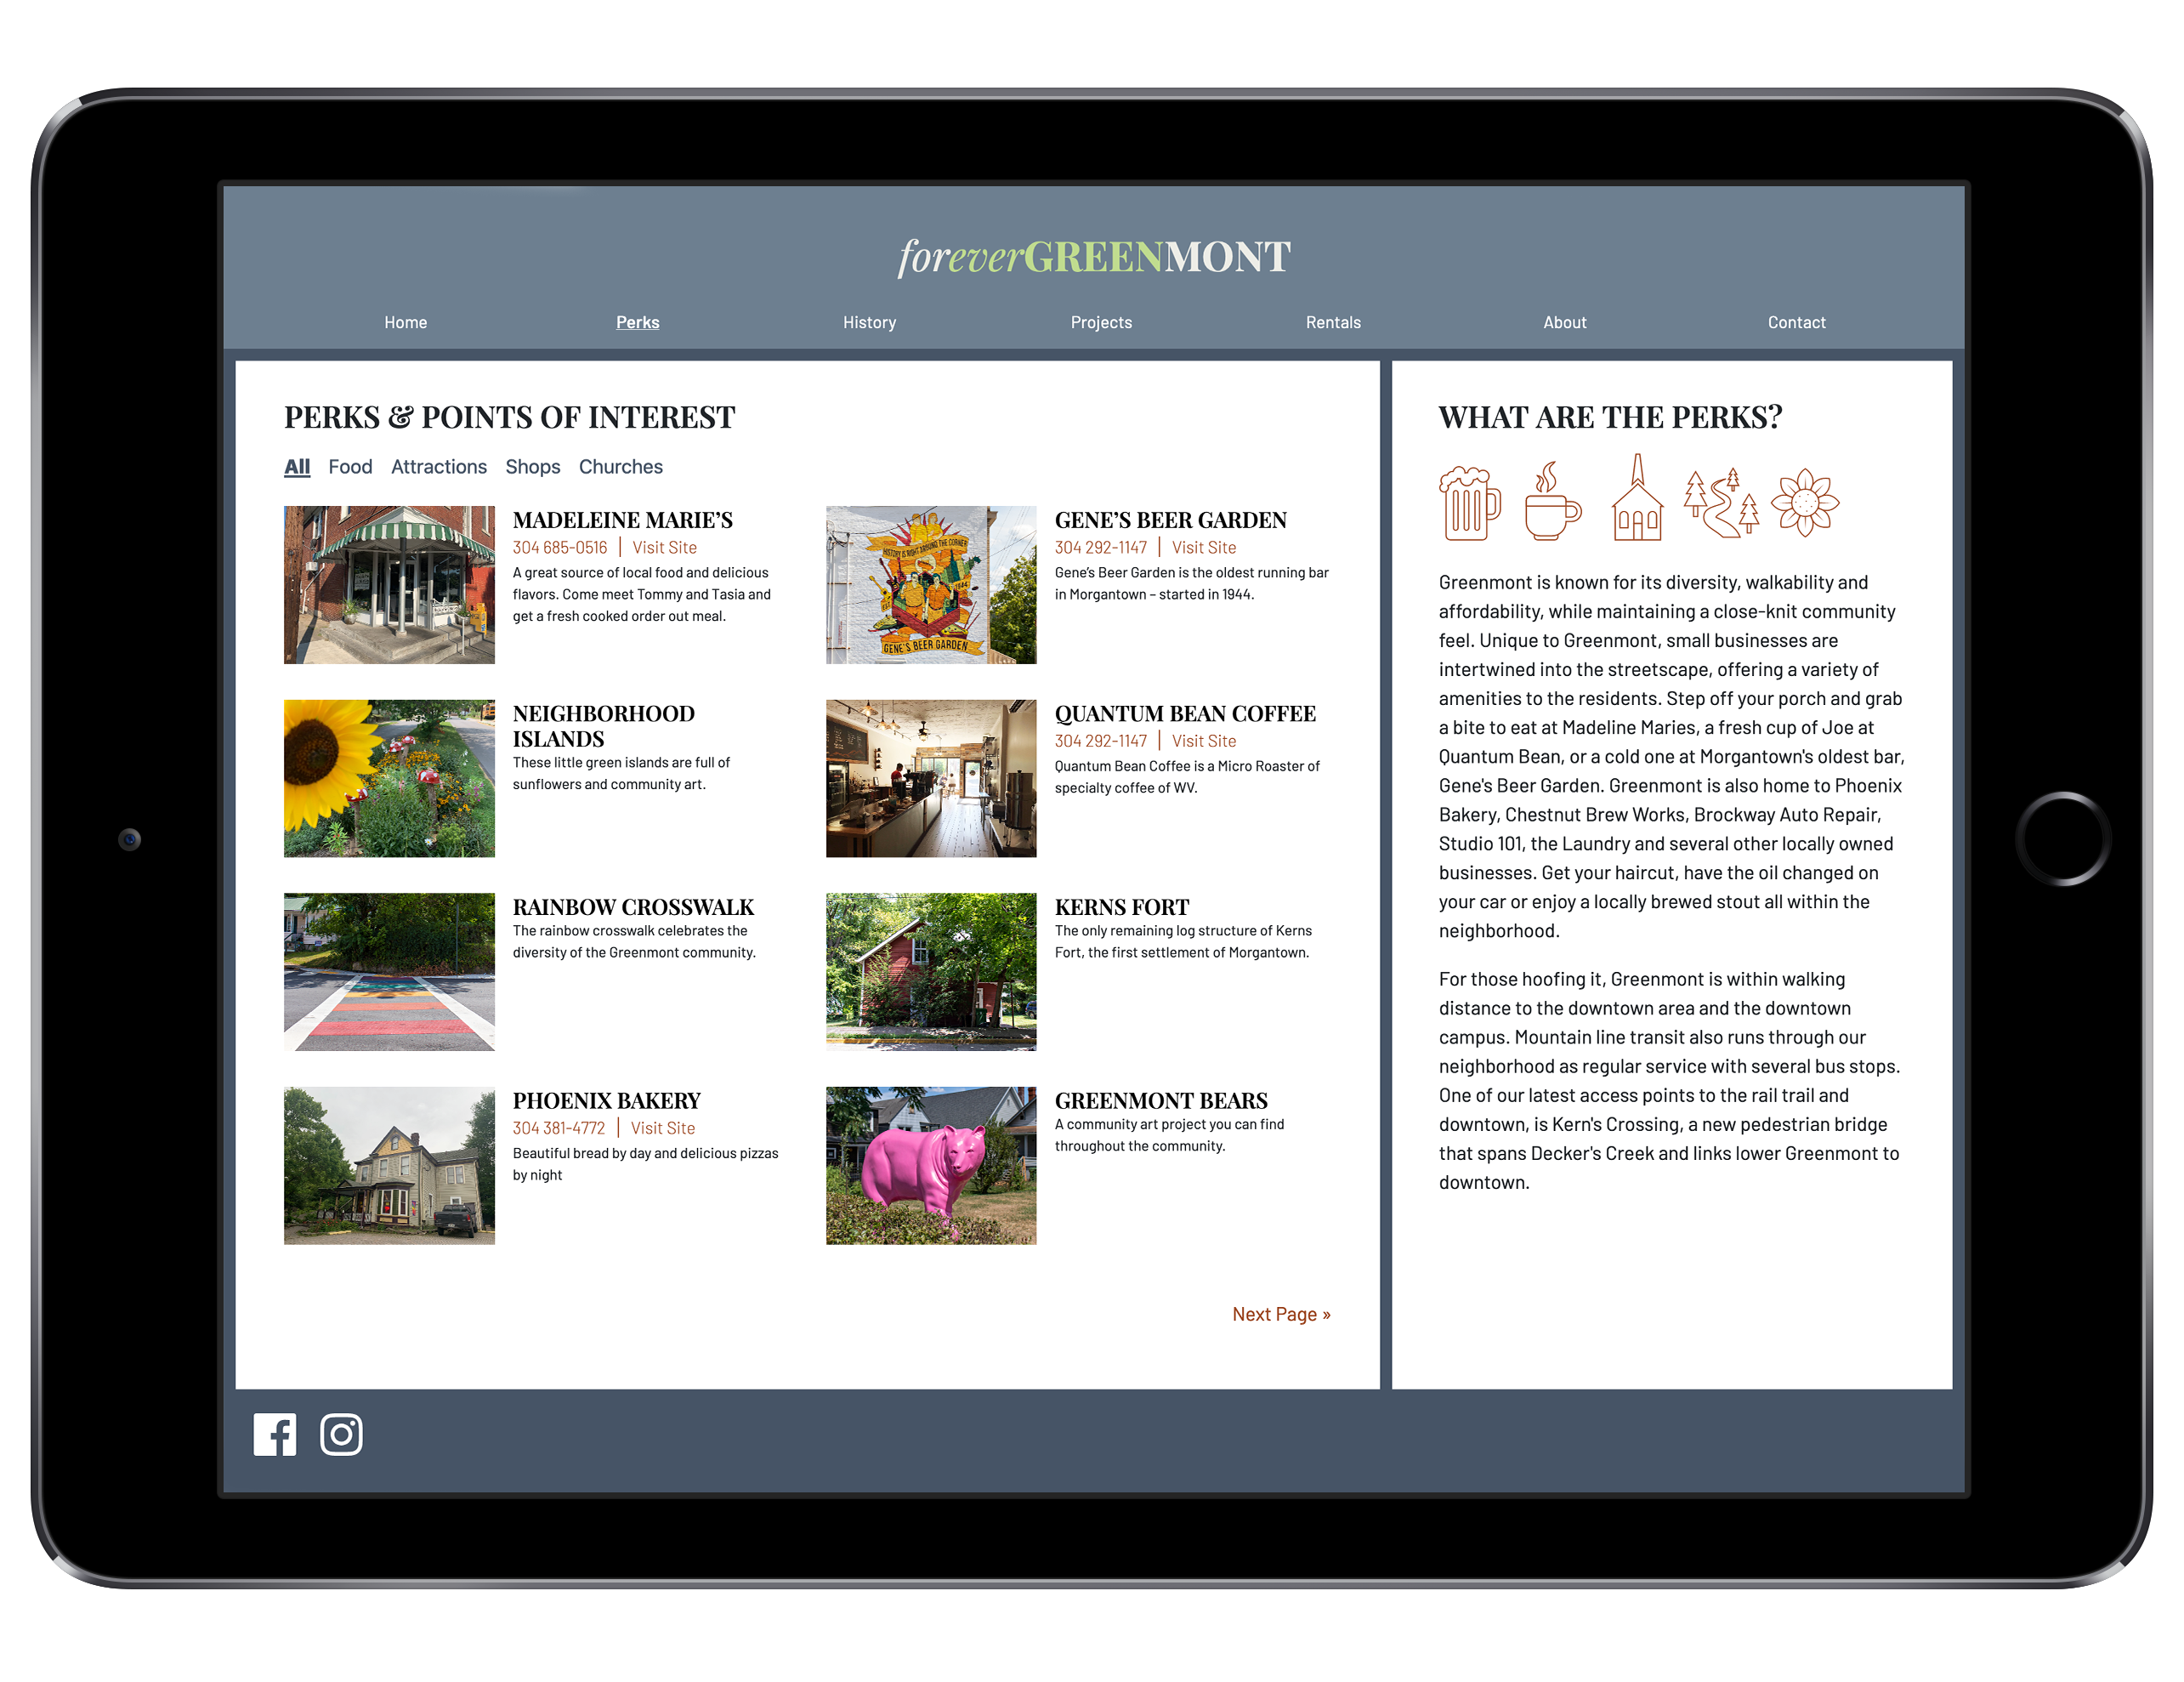 foreverGREENMONT
Home Perks History Projects Rentals About Contact
PERKS & POINTS OF INTEREST
All Food Attractions Shops Churches
MADELEINE MARIE’S
304 685-0516 | Visit Site
A great source of local food and delicious
flavors. Come meet Tommy and Tasia and
get a fresh cooked order out meal.
HISTORY IS RIGHT AROUND THE CORNER
GENE'S BEER GARDEN
GENE’S BEER GARDEN
304 292-1147 | Visit Site
Gene’s Beer Garden is the oldest running bar
in Morgantown – started in 1944.
NEIGHBORHOOD
ISLANDS
These little green islands are full of
sunflowers and community art.
QUANTUM BEAN COFFEE
304 292-1147 | Visit Site
Quantum Bean Coffee is a Micro Roaster of
specialty coffee of WV.
RAINBOW CROSSWALK
The rainbow crosswalk celebrates the
diversity of the Greenmont community.
KERNS FORT
The only remaining log structure of Kerns
Fort, the first settlement of Morgantown.
PHOENIX BAKERY
304 381-4772 | Visit Site
Beautiful bread by day and delicious pizzas
by night
GREENMONT BEARS
A community art project you can find
throughout the community.
Next Page »
WHAT ARE THE PERKS?
Greenmont is known for its diversity, walkability and
affordability, while maintaining a close-knit community
feel. Unique to Greenmont, small businesses are
intertwined into the streetscape, offering a variety of
amenities to the residents. Step off your porch and grab
a bite to eat at Madeline Maries, a fresh cup of Joe at
Quantum Bean, or a cold one at Morgantown's oldest bar,
Gene's Beer Garden. Greenmont is also home to Phoenix
Bakery, Chestnut Brew Works, Brockway Auto Repair,
Studio 101, the Laundry and several other locally owned
businesses. Get your haircut, have the oil changed on
your car or enjoy a locally brewed stout all within the
neighborhood.
For those hoofing it, Greenmont is within walking
distance to the downtown area and the downtown
campus. Mountain line transit also runs through our
neighborhood as regular service with several bus stops.
One of our latest access points to the rail trail and
downtown, is Kern's Crossing, a new pedestrian bridge
that spans Decker's Creek and links lower Greenmont to
downtown.